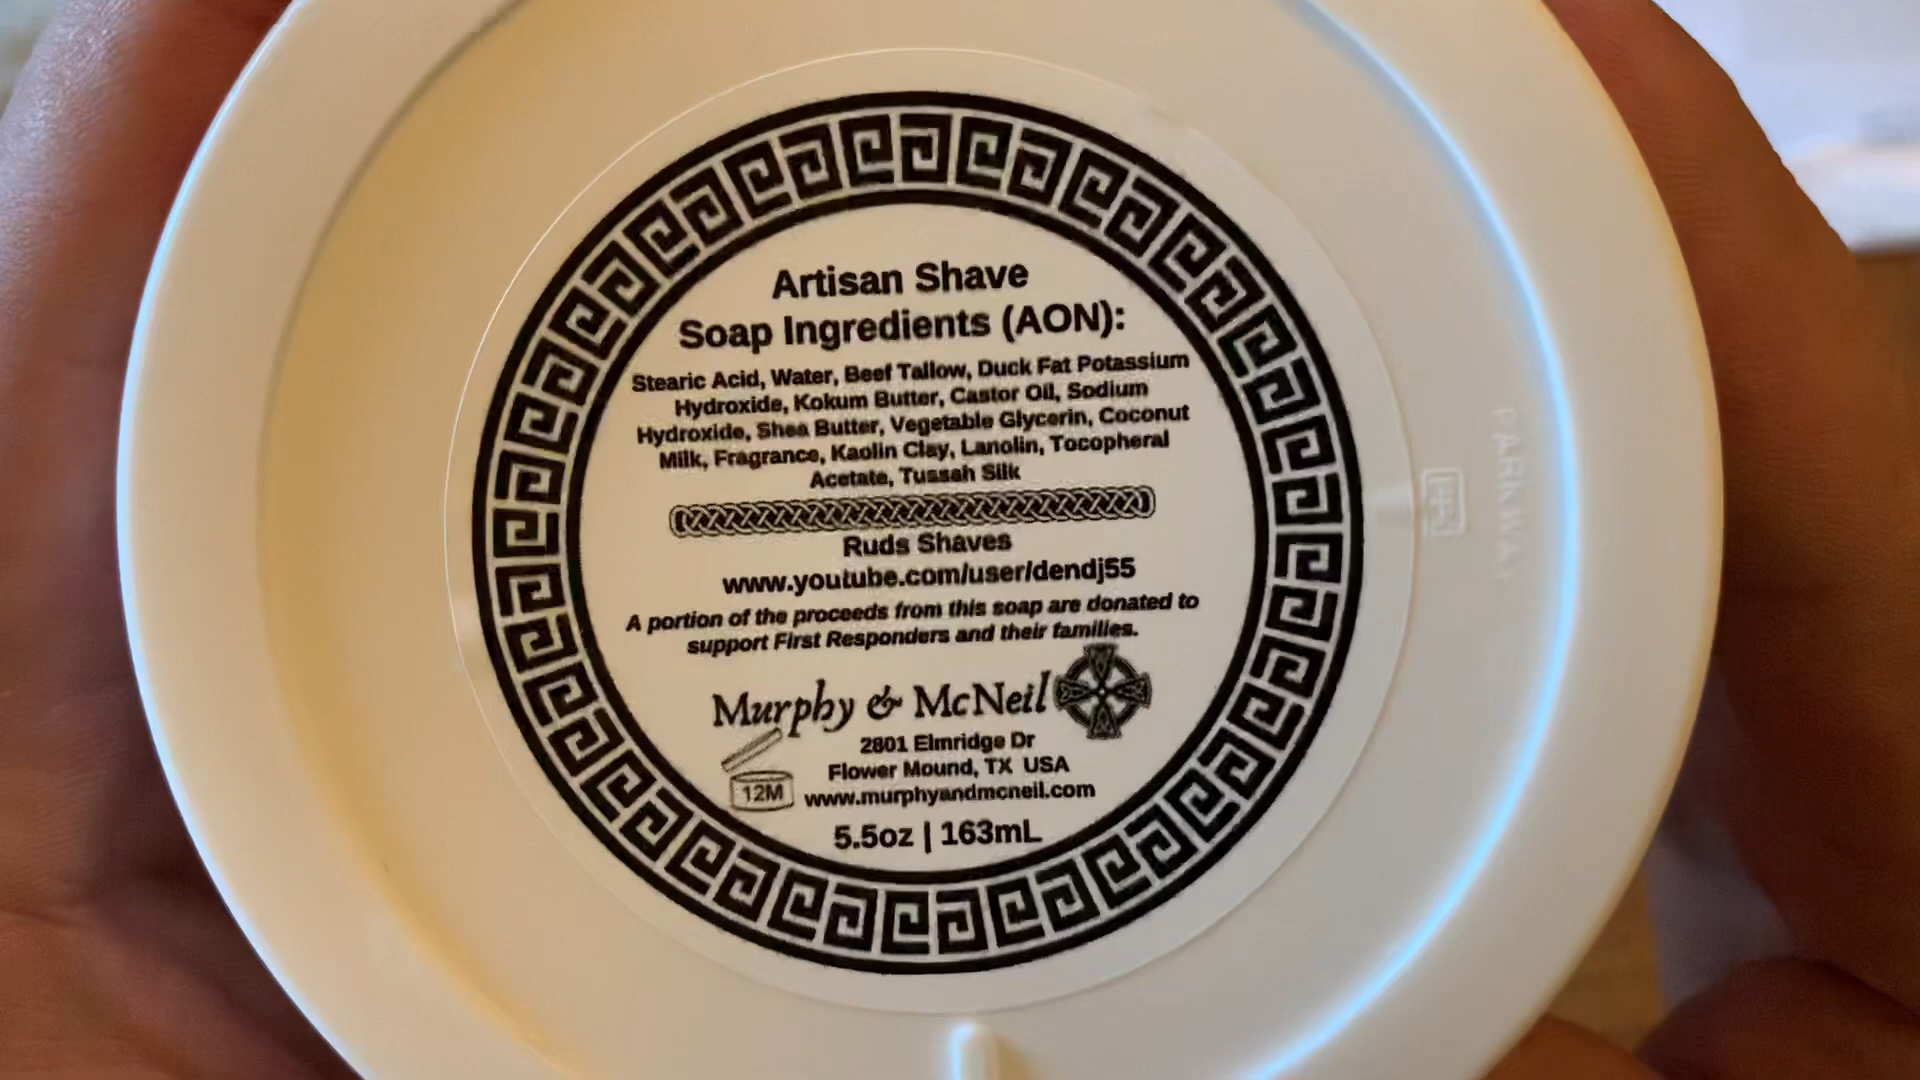 Artisan Shave
Soap Ingredients (AON):
Stearic Acid, Water, Beef Tallow, Duck Fat Potassium
Hydroxide, Kokum Butter, Castor Oil, Sodium
Hydroxide, Shea Butter, Vegetable Glycerin, Coconut
Milk, Fragrance, Kaolin Clay, Lanolin, Tocopheral
Acetate, Tussah Silk
Ruds Shaves
www.youtube.com/user/dendj55
A portion of the proceeds from this soap are donated to
support First Responders and their families.
Murphy & McNeil
2801 Elmridge Dr
Flower Mound, TX USA
12M www.murphyandmcneil.com
5.5oz | 163mL
PARKWAY